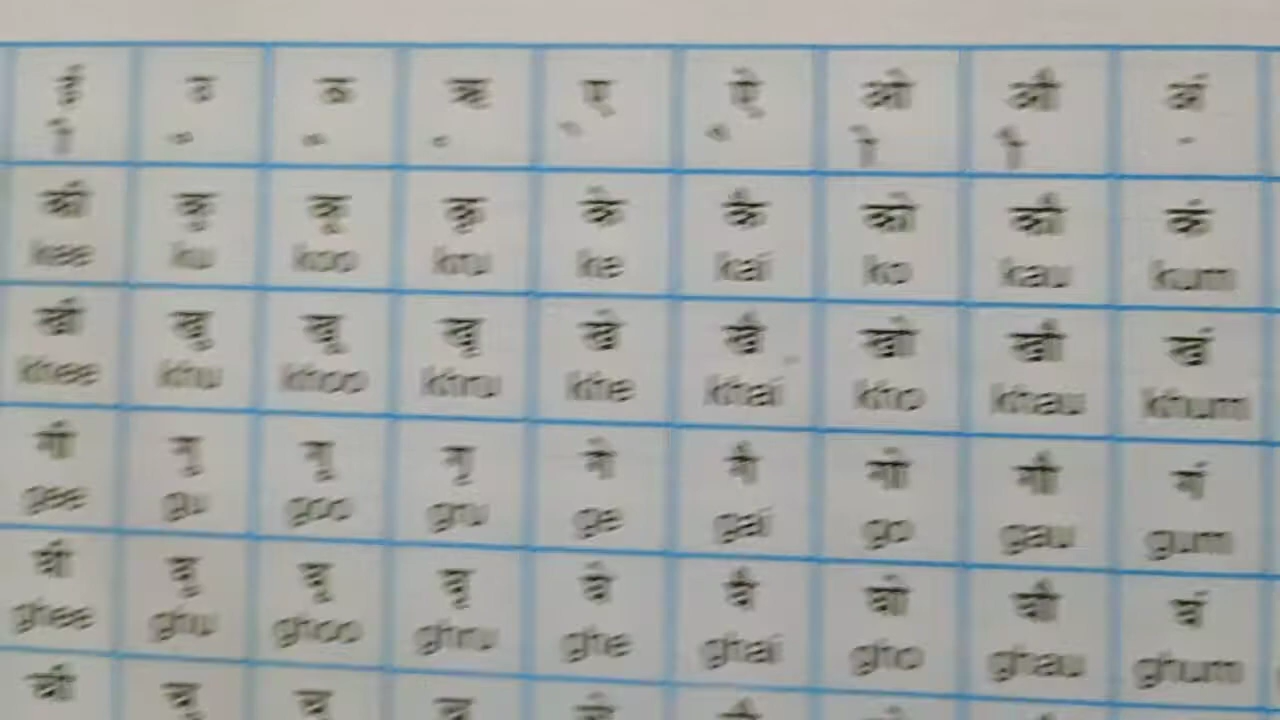 ई उ ऊ ऋ ए ऐ ओ औ अं
ी ु ू ृ े ै ो ौ ं
की कु कू कृ के कै को कौ कं
kee ku koo kru ke kai ko kau kum
खी खु खू खृ खे खै खो खौ खं
khee khu khoo khru khe khai kho khau khum
गी गु गू गृ गे गै गो गौ गं
gee gu goo gru ge gai go gau gum
घी घु घू घृ घे घै घो घौ घं
ghee ghu ghoo ghru ghe ghai gho ghau ghum
ची चु चू